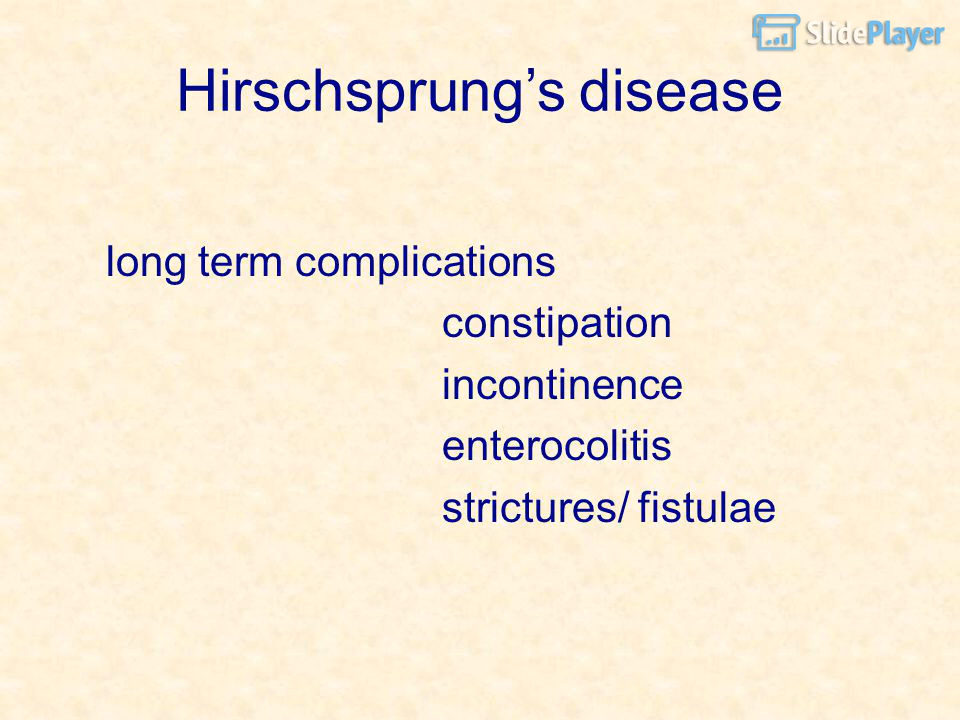 SlidePlayer
Hirschsprung’s disease
long term complications
constipation
incontinence
enterocolitis
strictures/ fistulae